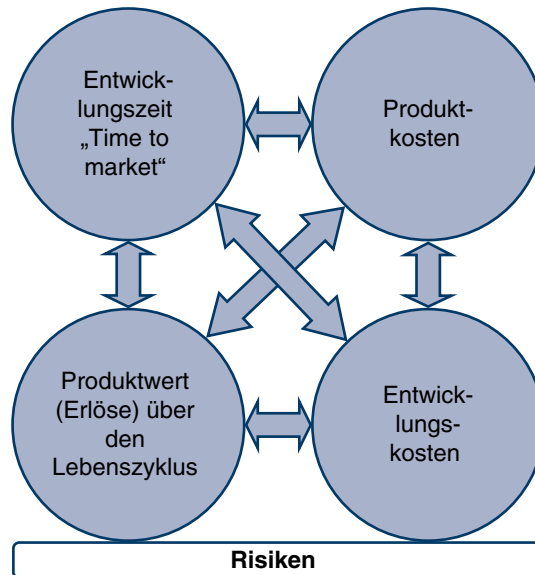 Entwick-
lungszeit
„Time to
market“
Produkt-
kosten
Produktwert
(Erlöse) über
den
Lebenszyklus
Entwick-
lungs-
kosten
Risiken